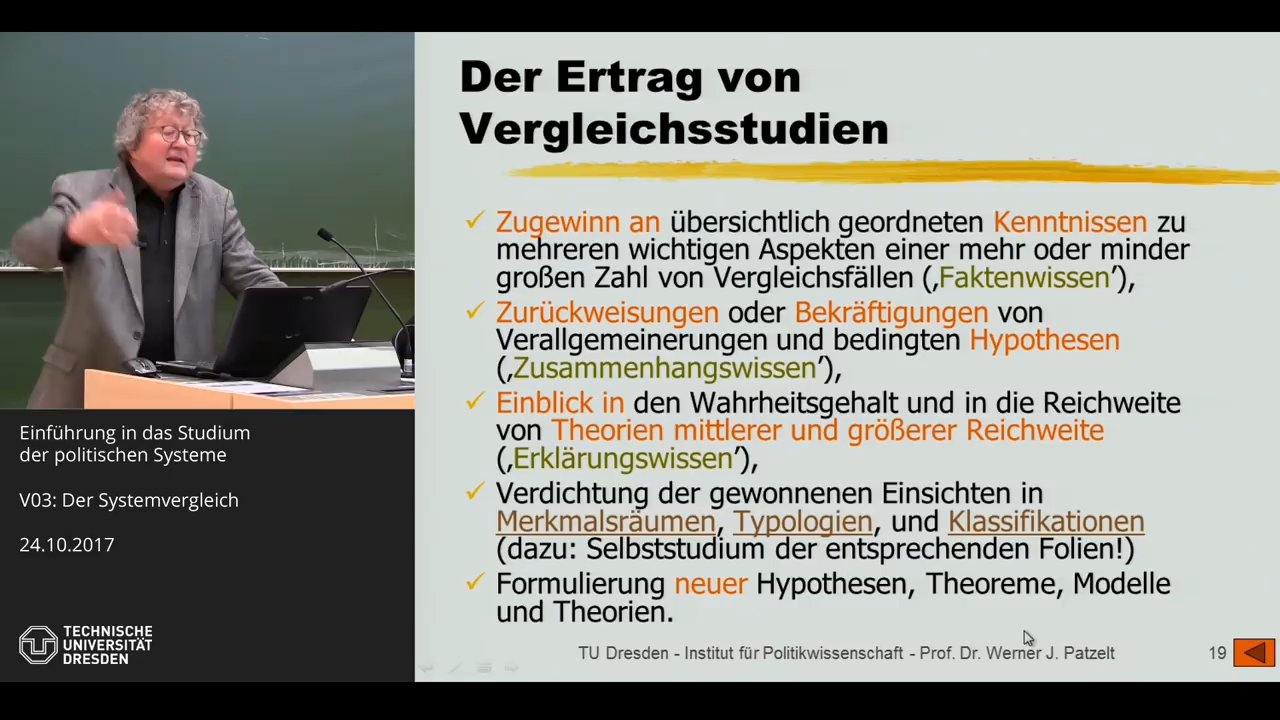 Der Ertrag von
Vergleichsstudien
Zugewinn an übersichtlich geordneten Kenntnissen zu
mehreren wichtigen Aspekten einer mehr oder minder
großen Zahl von Vergleichsfällen (‚Faktenwissen’),
Zurückweisungen oder Bekräftigungen von
Verallgemeinerungen und bedingten Hypothesen
(‚Zusammenhangswissen’),
Einblick in den Wahrheitsgehalt und in die Reichweite
von Theorien mittlerer und größerer Reichweite
(‚Erklärungswissen’),
Verdichtung der gewonnenen Einsichten in
Merkmalsräumen, Typologien, und Klassifikationen
(dazu: Selbststudium der entsprechenden Folien!)
Formulierung neuer Hypothesen, Theoreme, Modelle
und Theorien.
TU Dresden - Institut für Politikwissenschaft - Prof. Dr. Werner J. Patzelt 19
Einführung in das Studium
der politischen Systeme
V03: Der Systemvergleich
24.10.2017
TECHNISCHE
UNIVERSITÄT
DRESDEN